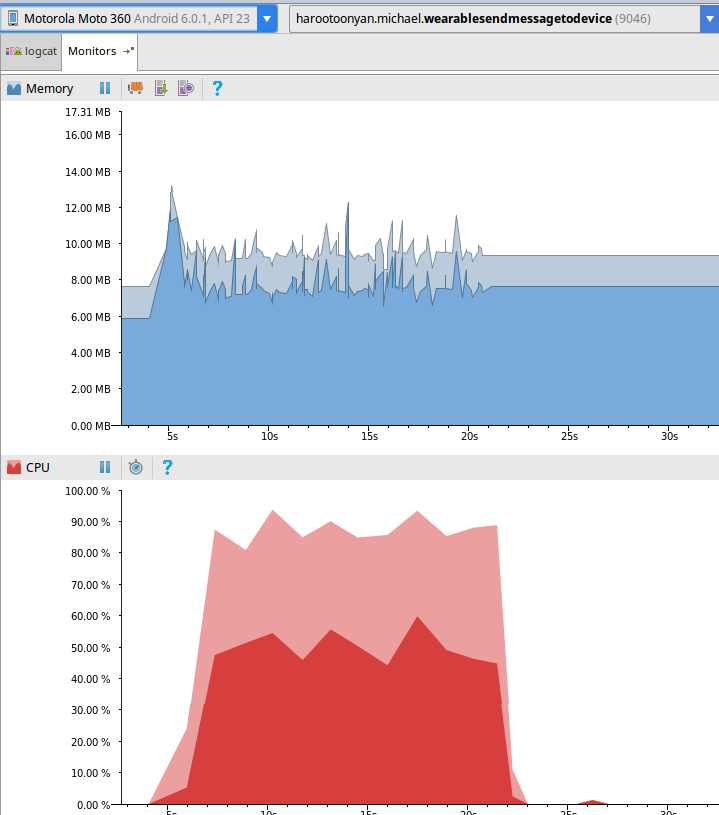 Motorola Moto 360 Android 6.0.1, API 23
harootoonyan.michael.wearablesendmessagetodevice (9046)
logcat
Monitors
Memory
?
17.31 MB
16.00 MB
14.00 MB
12.00 MB
10.00 MB
8.00 MB
6.00 MB
4.00 MB
2.00 MB
0.00 MB
5s 10s 15s 20s 25s 30s
CPU
?
100.00 %
90.00 %
80.00 %
70.00 %
60.00 %
50.00 %
40.00 %
30.00 %
20.00 %
10.00 %
0.00 %
5s 10s 15s 20s 25s 30s